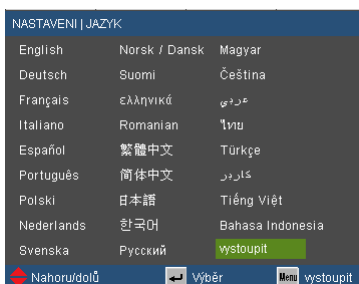 NASTAVENI | JAZYK
English Norsk / Dansk Magyar
Deutsch Suomi Čeština
Français ελληνικά عربي
Italiano Romanian ไทย
Español 繁體中文 Türkçe
Português 简体中文 کاربر
Polski 日本語 Tiếng Việt
Nederlands 한국어 Bahasa Indonesia
Svenska Русский vystoupit
Nahoru/dolů Výběr Menu vystoupit